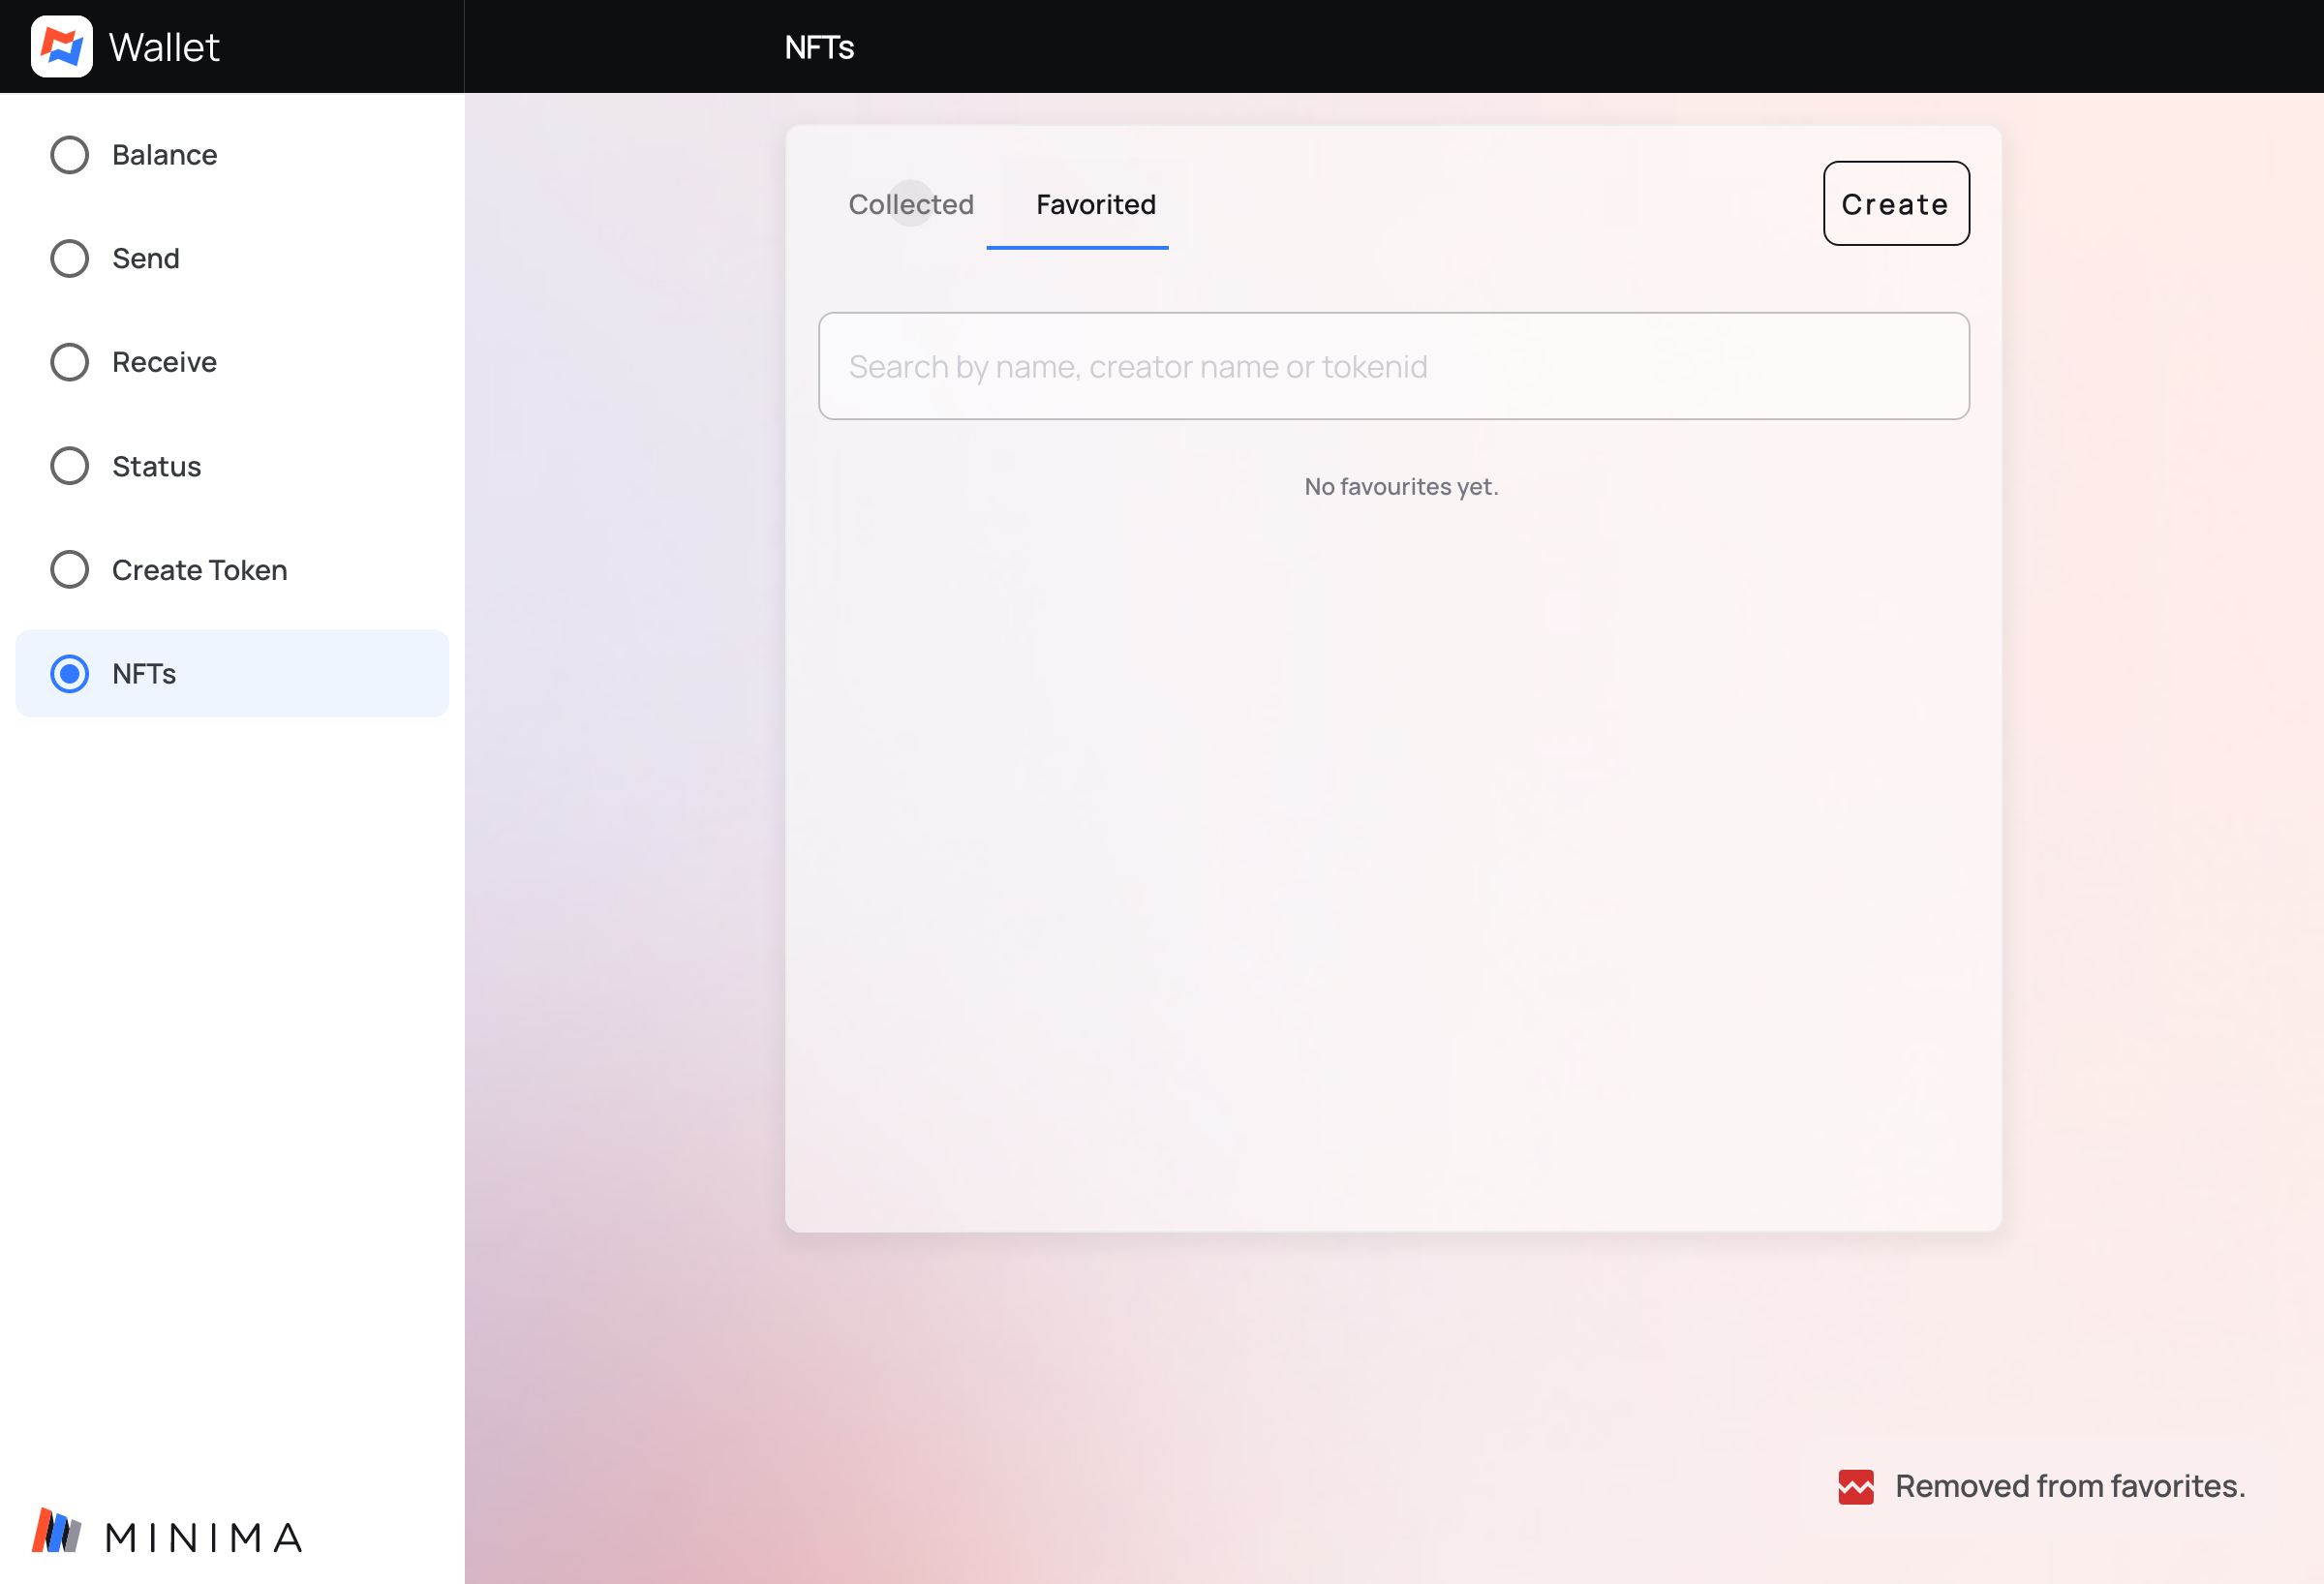 Wallet
NFTs
Balance
Send
Receive
Status
Create Token
NFTs
Collected
Favorited
Create
Search by name, creator name or tokenid
No favourites yet.
Removed from favorites.
MINIMA